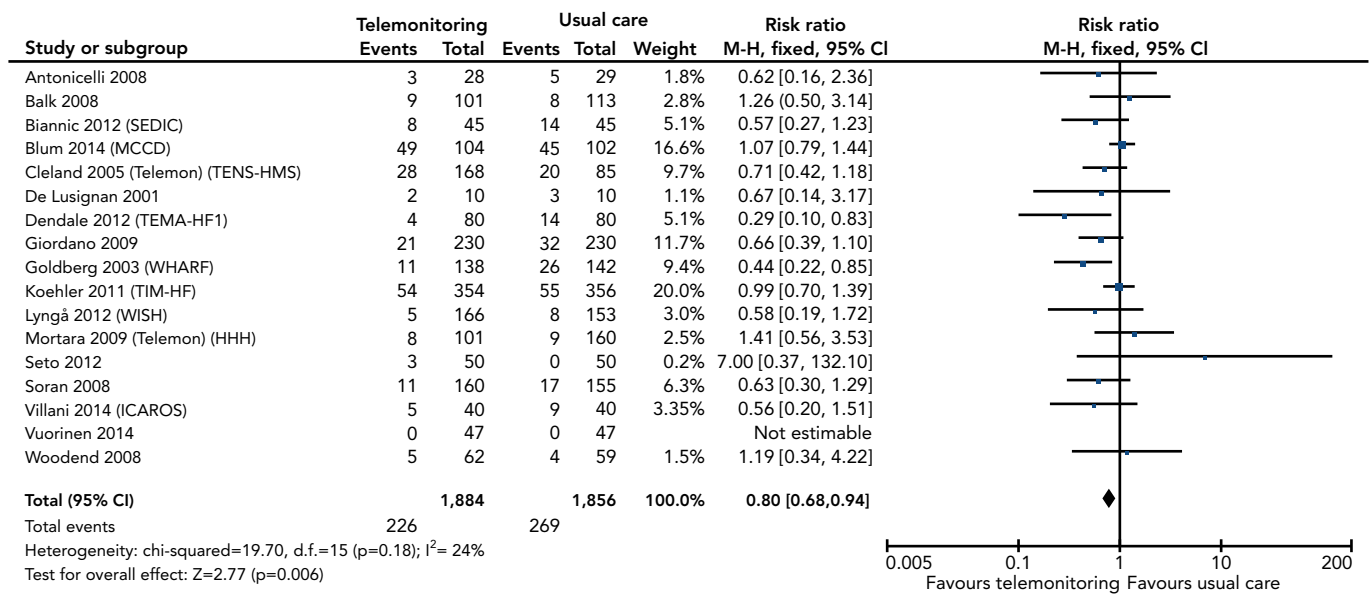 Telemonitoring Usual care Risk ratio Risk ratio
Study or subgroup Events Total Events Total Weight M-H, fixed, 95% CI M-H, fixed, 95% CI
Antonicelli 2008 3 28 5 29 1.8% 0.62 [0.16, 2.36]
Balk 2008 9 101 8 113 2.8% 1.26 (0.50, 3.14]
Biannic 2012 (SEDIC) 8 45 14 45 5.1% 0.57 [0.27, 1.23]
Blum 2014 (MCCD) 49 104 45 102 16.6% 1.07 [0.79, 1.44]
Cleland 2005 (Telemon) (TENS-HMS) 28 168 20 85 9.7% 0.71 [0.42, 1.18]
De Lusignan 2001 2 10 3 10 1.1% 0.67 [0.14, 3.17]
Dendale 2012 (TEMA-HF1) 4 80 14 80 5.1% 0.29 [0.10, 0.83]
Giordano 2009 21 230 32 230 11.7% 0.66 [0.39, 1.10]
Goldberg 2003 (WHARF) 11 138 26 142 9.4% 0.44 [0.22, 0.85]
Koehler 2011 (TIM-HF) 54 354 55 356 20.0% 0.99 [0.70, 1.39]
Lyngå 2012 (WISH) 5 166 8 153 3.0% 0.58 [0.19, 1.72]
Mortara 2009 (Telemon) (HHH) 8 101 9 160 2.5% 1.41 [0.56, 3.53]
Seto 2012 3 50 0 50 0.2% 7.00 [0.37, 132.10]
Soran 2008 11 160 17 155 6.3% 0.63 [0.30, 1.29]
Villani 2014 (ICAROS) 5 40 9 40 3.35% 0.56 [0.20, 1.51]
Vuorinen 2014 0 47 0 47 Not estimable
Woodend 2008 5 62 4 59 1.5% 1.19 [0.34, 4.22]
Total (95% CI) 1,884 1,856 100.0% 0.80 [0.68,0.94]
Total events 226 269
Heterogeneity: chi-squared=19.70, d.f.=15 (p=0.18); I²= 24%
Test for overall effect: Z=2.77 (p=0.006)
0.005 0.1 1 10 200
Favours telemonitoring Favours usual care